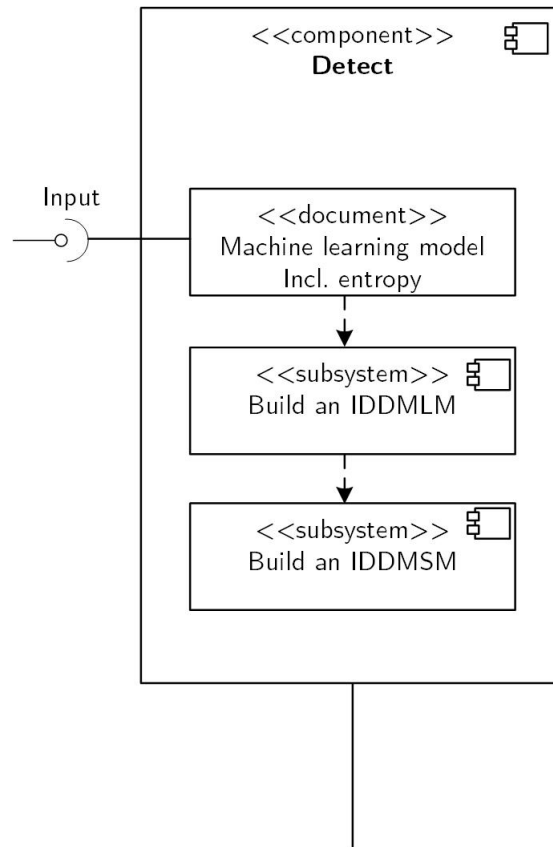 <<component>>
Detect
Input
<<document>>
Machine learning model
Incl. entropy
<<subsystem>>
Build an IDDMLM
<<subsystem>>
Build an IDDMSM